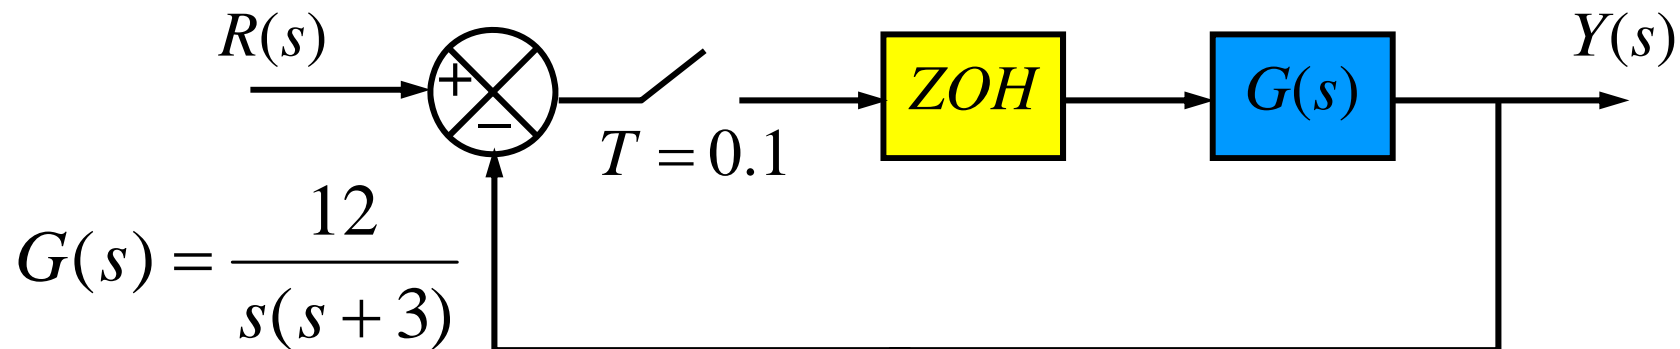 R(s)
+
−
T = 0.1
ZOH
G(s)
Y(s)
G(s) = 12 / s(s + 3)